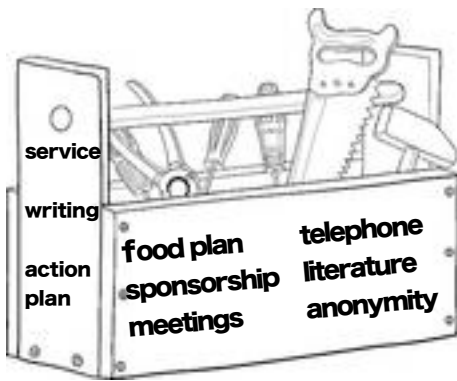 service
writing
action
plan
food plan
sponsorship
meetings
telephone
literature
anonymity